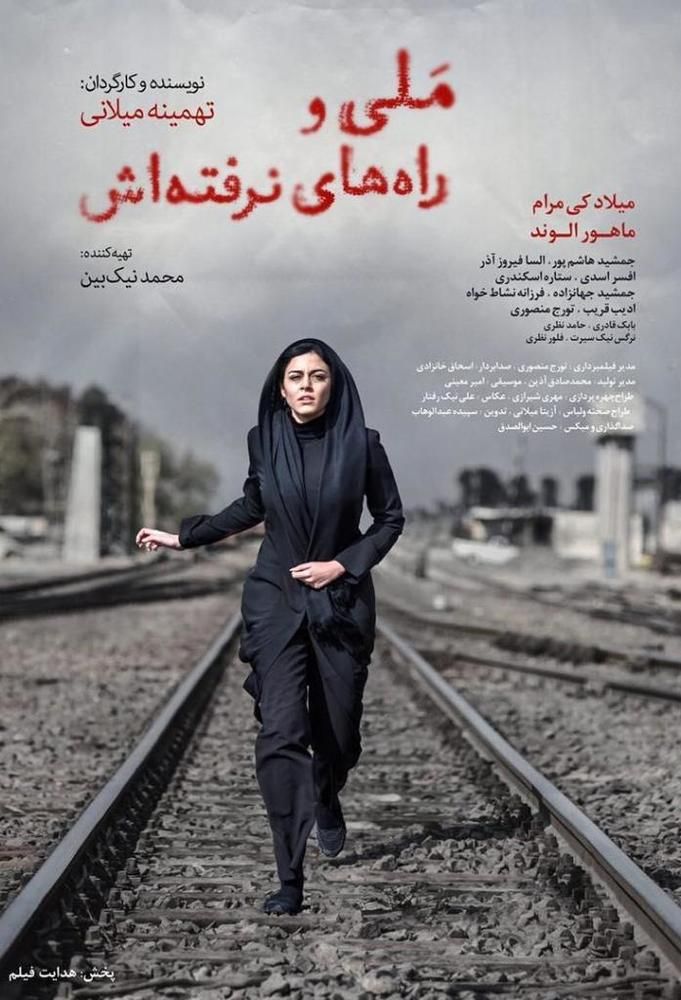 مَلی و
راه‌های نرفته‌اش
نویسنده و کارگردان:
تهمینه میلانی
تهیه‌کننده:
محمد نیک‌بین
میلاد کی مرام
ماهـور الـوند
جمشید هاشم پور . السا فیروز آذر
افسر اسدی . ستاره اسکندری
جمشید جهانزاده . فرزانه نشاط خواه
ادیب قریب . تورج منصوری
بابک قادری . حامد نظری
نرگس نیک سیرت . فلور نظری
مدیر فیلمبرداری : تورج منصوری . صدابردار : اسحاق خانزادی
مدیر تولید : محمدصادق آذین . موسیقی : امیر معینی
طراح‌چهره پردازی : مهری شیرازی . عکاس : علی نیک رفتار
طراح صحنه ولباس : آزیتا میلانی . تدوین : سپیده عبدالوهاب
صداگذاری و میکس : حسین ابوالصدق
پخش: هدایت فیلم